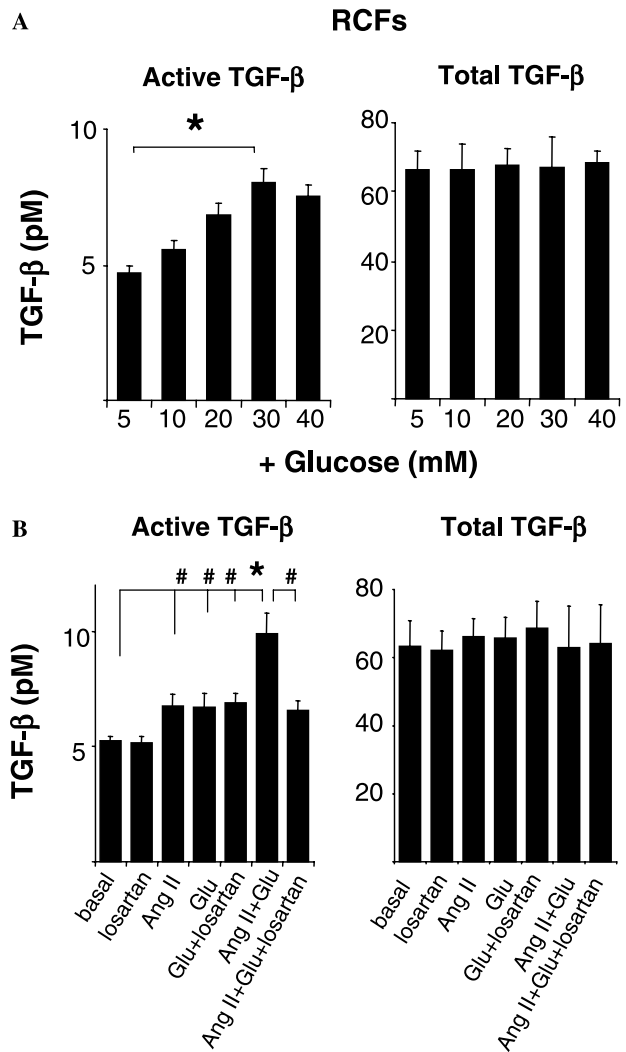 A
RCFs
Active TGF-β
Total TGF-β
*
TGF-β (pM)
10
5
80
60
40
20
5 10 20 30 40
5 10 20 30 40
+ Glucose (mM)
B
Active TGF-β
Total TGF-β
# # # * #
TGF-β (pM)
10
5
80
60
40
20
basal
losartan
Ang II
Glu
Glu+losartan
Ang II+Glu
Ang II+Glu+losartan
basal
losartan
Ang II
Glu
Glu+losartan
Ang II+Glu
Ang II+Glu+losartan